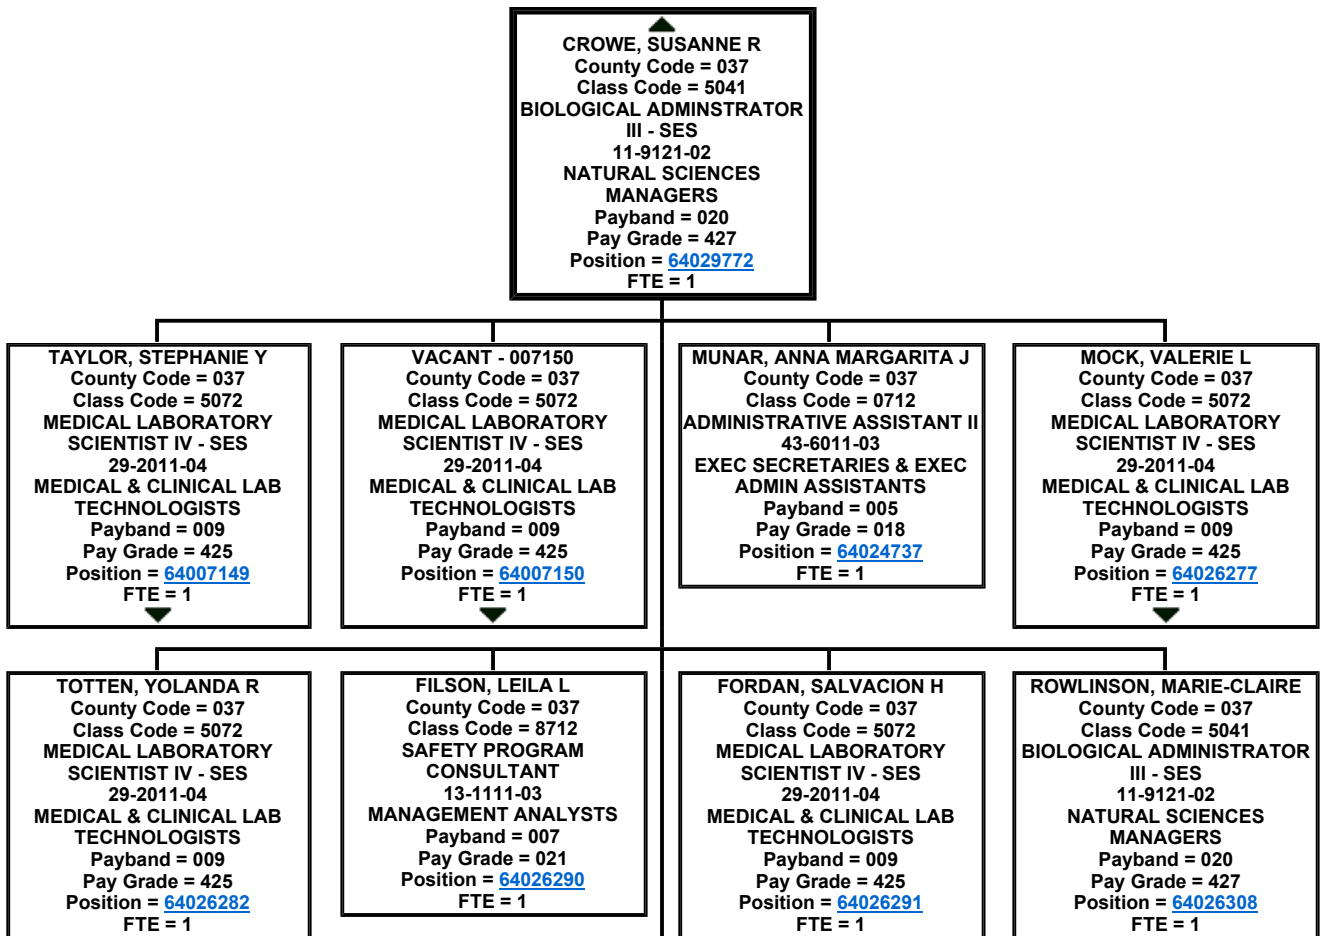 CROWE, SUSANNE R
County Code = 037
Class Code = 5041
BIOLOGICAL ADMINSTRATOR
III - SES
11-9121-02
NATURAL SCIENCES
MANAGERS
Payband = 020
Pay Grade = 427
Position = 64029772
FTE = 1
TAYLOR, STEPHANIE Y
County Code = 037
Class Code = 5072
MEDICAL LABORATORY
SCIENTIST IV - SES
29-2011-04
MEDICAL & CLINICAL LAB
TECHNOLOGISTS
Payband = 009
Pay Grade = 425
Position = 64007149
FTE = 1
VACANT - 007150
County Code = 037
Class Code = 5072
MEDICAL LABORATORY
SCIENTIST IV - SES
29-2011-04
MEDICAL & CLINICAL LAB
TECHNOLOGISTS
Payband = 009
Pay Grade = 425
Position = 64007150
FTE = 1
MUNAR, ANNA MARGARITA J
County Code = 037
Class Code = 0712
ADMINISTRATIVE ASSISTANT II
43-6011-03
EXEC SECRETARIES & EXEC
ADMIN ASSISTANTS
Payband = 005
Pay Grade = 018
Position = 64024737
FTE = 1
MOCK, VALERIE L
County Code = 037
Class Code = 5072
MEDICAL LABORATORY
SCIENTIST IV - SES
29-2011-04
MEDICAL & CLINICAL LAB
TECHNOLOGISTS
Payband = 009
Pay Grade = 425
Position = 64026277
FTE = 1
TOTTEN, YOLANDA R
County Code = 037
Class Code = 5072
MEDICAL LABORATORY
SCIENTIST IV - SES
29-2011-04
MEDICAL & CLINICAL LAB
TECHNOLOGISTS
Payband = 009
Pay Grade = 425
Position = 64026282
FTE = 1
FILSON, LEILA L
County Code = 037
Class Code = 8712
SAFETY PROGRAM
CONSULTANT
13-1111-03
MANAGEMENT ANALYSTS
Payband = 007
Pay Grade = 021
Position = 64026290
FTE = 1
FORDAN, SALVACION H
County Code = 037
Class Code = 5072
MEDICAL LABORATORY
SCIENTIST IV - SES
29-2011-04
MEDICAL & CLINICAL LAB
TECHNOLOGISTS
Payband = 009
Pay Grade = 425
Position = 64026291
FTE = 1
ROWLINSON, MARIE-CLAIRE
County Code = 037
Class Code = 5041
BIOLOGICAL ADMINISTRATOR
III - SES
11-9121-02
NATURAL SCIENCES
MANAGERS
Payband = 020
Pay Grade = 427
Position = 64026308
FTE = 1